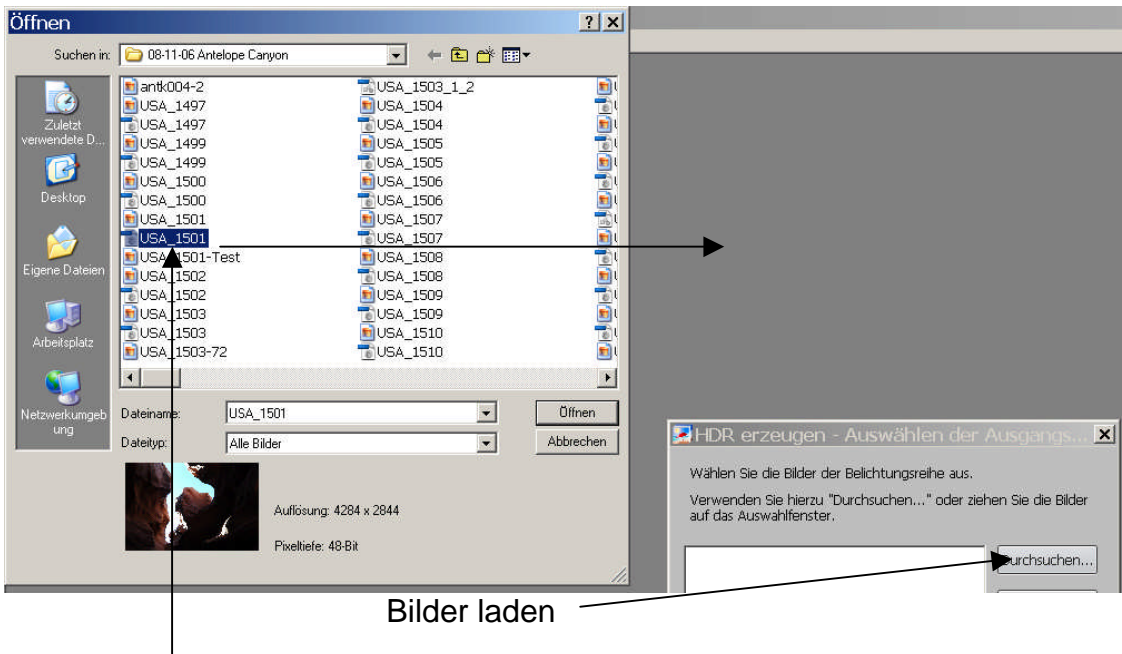 Öffnen
Suchen in:
08-11-06 Antelope Canyon
Zuletzt
verwendete D...
Desktop
Eigene Dateien
Arbeitsplatz
Netzwerkumgeb
ung
antk004-2
USA_1497
USA_1497
USA_1499
USA_1499
USA_1500
USA_1500
USA_1501
USA_1501
USA_1501-Test
USA_1502
USA_1502
USA_1503
USA_1503
USA_1503-72
USA_1503_1_2
USA_1504
USA_1504
USA_1505
USA_1505
USA_1506
USA_1506
USA_1507
USA_1507
USA_1508
USA_1508
USA_1509
USA_1509
USA_1510
USA_1510
Dateiname:
USA_1501
Öffnen
Dateityp:
Alle Bilder
Abbrechen
Auflösung: 4284 x 2844
Pixeltiefe: 48-Bit
HDR erzeugen - Auswählen der Ausgangs...
Wählen Sie die Bilder der Belichtungsreihe aus.
Verwenden Sie hierzu "Durchsuchen..." oder ziehen Sie die Bilder
auf das Auswahlfenster.
Durchsuchen...
Bilder laden